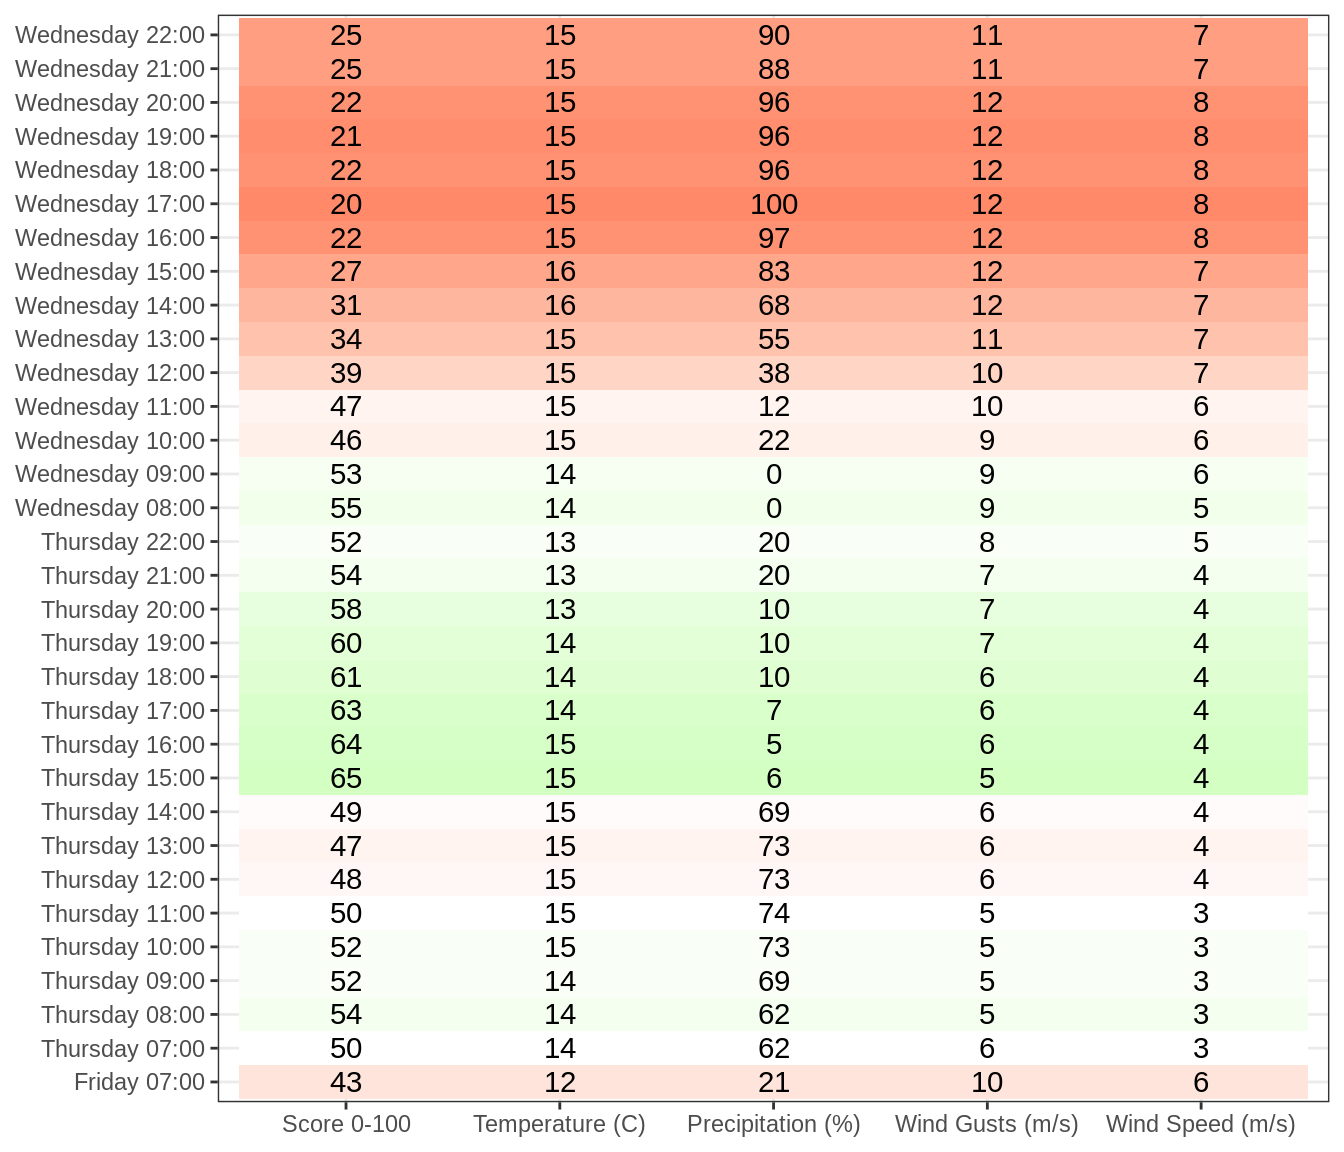 Wednesday 22:00 25 15 90 11 7
Wednesday 21:00 25 15 88 11 7
Wednesday 20:00 22 15 96 12 8
Wednesday 19:00 21 15 96 12 8
Wednesday 18:00 22 15 96 12 8
Wednesday 17:00 20 15 100 12 8
Wednesday 16:00 22 15 97 12 8
Wednesday 15:00 27 16 83 12 7
Wednesday 14:00 31 16 68 12 7
Wednesday 13:00 34 15 55 11 7
Wednesday 12:00 39 15 38 10 7
Wednesday 11:00 47 15 12 10 6
Wednesday 10:00 46 15 22 9 6
Wednesday 09:00 53 14 0 9 6
Wednesday 08:00 55 14 0 9 5
Thursday 22:00 52 13 20 8 5
Thursday 21:00 54 13 20 7 4
Thursday 20:00 58 13 10 7 4
Thursday 19:00 60 14 10 7 4
Thursday 18:00 61 14 10 6 4
Thursday 17:00 63 14 7 6 4
Thursday 16:00 64 15 5 6 4
Thursday 15:00 65 15 6 5 4
Thursday 14:00 49 15 69 6 4
Thursday 13:00 47 15 73 6 4
Thursday 12:00 48 15 73 6 4
Thursday 11:00 50 15 74 5 3
Thursday 10:00 52 15 73 5 3
Thursday 09:00 52 14 69 5 3
Thursday 08:00 54 14 62 5 3
Thursday 07:00 50 14 62 6 3
Friday 07:00 43 12 21 10 6
Score 0-100 Temperature (C) Precipitation (%) Wind Gusts (m/s) Wind Speed (m/s)